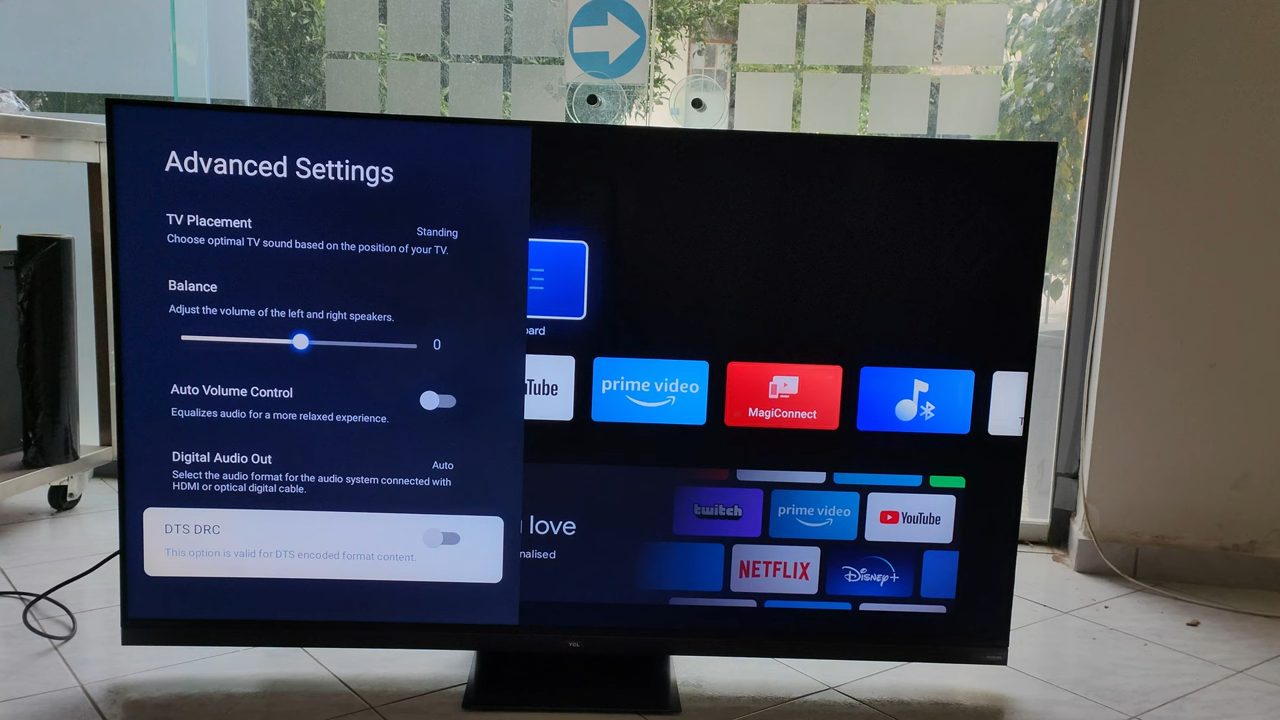 Advanced Settings
TV Placement
Standing
Choose optimal TV sound based on the position of your TV.
Balance
Adjust the volume of the left and right speakers.
0
Auto Volume Control
Equalizes audio for a more relaxed experience.
Digital Audio Out
Auto
Select the audio format for the audio system connected with
HDMI or optical digital cable.
DTS DRC
This option is valid for DTS encoded format content.
oard
Tube
prime video
MagiConnect
T
love
nalised
twitch
prime video
YouTube
NETFLIX
Disney+
TCL